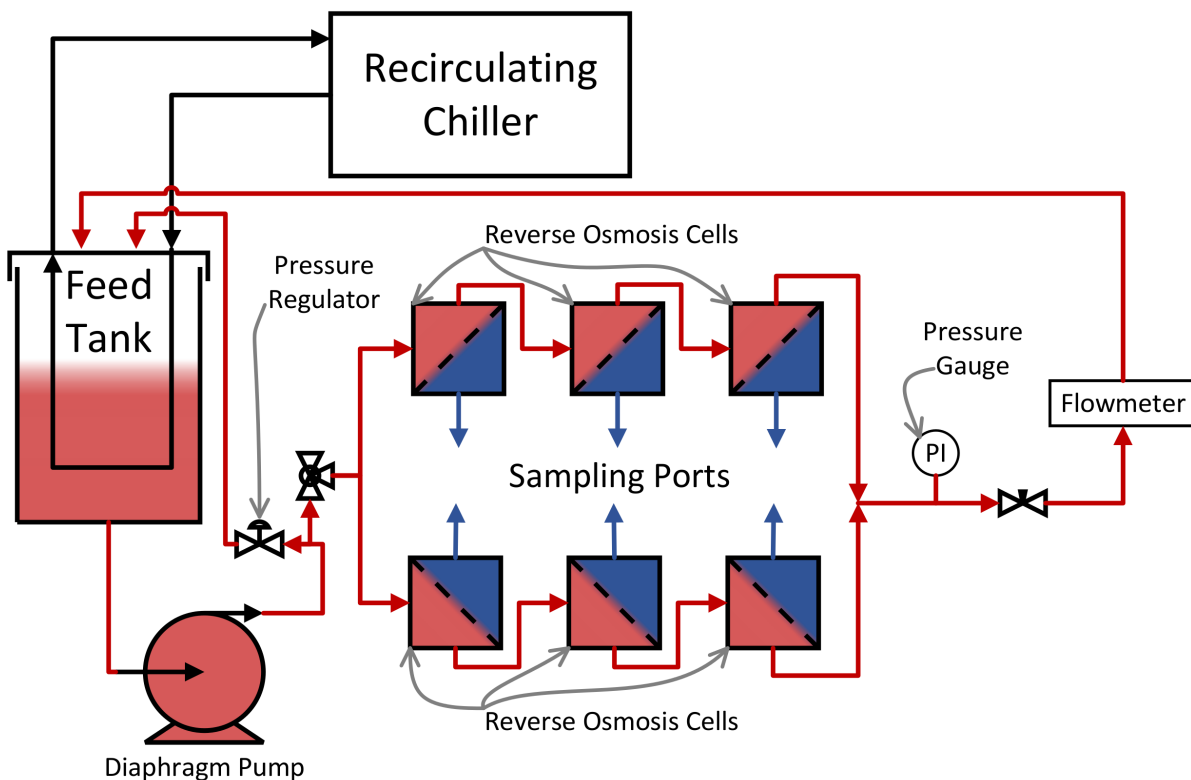 Recirculating
Chiller
Reverse Osmosis Cells
Feed
Tank
Pressure
Regulator
Pressure
Gauge
Flowmeter
PI
Sampling Ports
Reverse Osmosis Cells
Diaphragm Pump